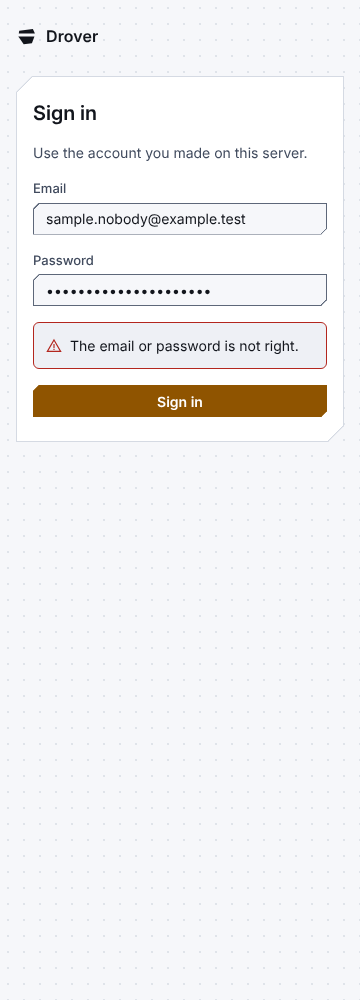 Drover
Sign in
Use the account you made on this server.
Email
sample.nobody@example.test
Password
•••••••••••••••••••••
The email or password is not right.
Sign in